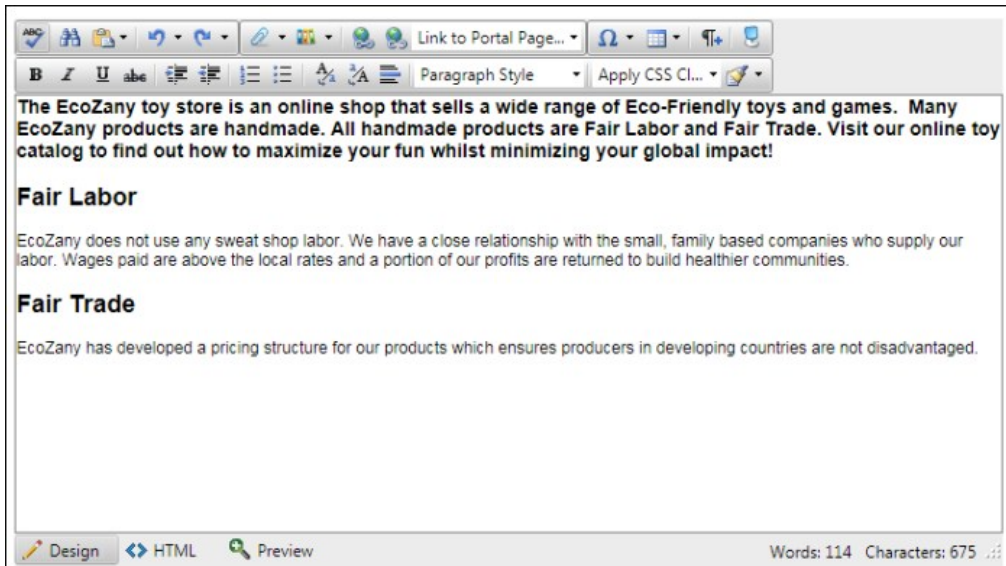 ABC Link to Portal Page...
B I U abc Paragraph Style Apply CSS Cl...
The EcoZany toy store is an online shop that sells a wide range of Eco-Friendly toys and games.  Many
EcoZany products are handmade. All handmade products are Fair Labor and Fair Trade. Visit our online toy
catalog to find out how to maximize your fun whilst minimizing your global impact!
Fair Labor
EcoZany does not use any sweat shop labor. We have a close relationship with the small, family based companies who supply our
labor. Wages paid are above the local rates and a portion of our profits are returned to build healthier communities.
Fair Trade
EcoZany has developed a pricing structure for our products which ensures producers in developing countries are not disadvantaged.
Design HTML Preview Words: 114 Characters: 675